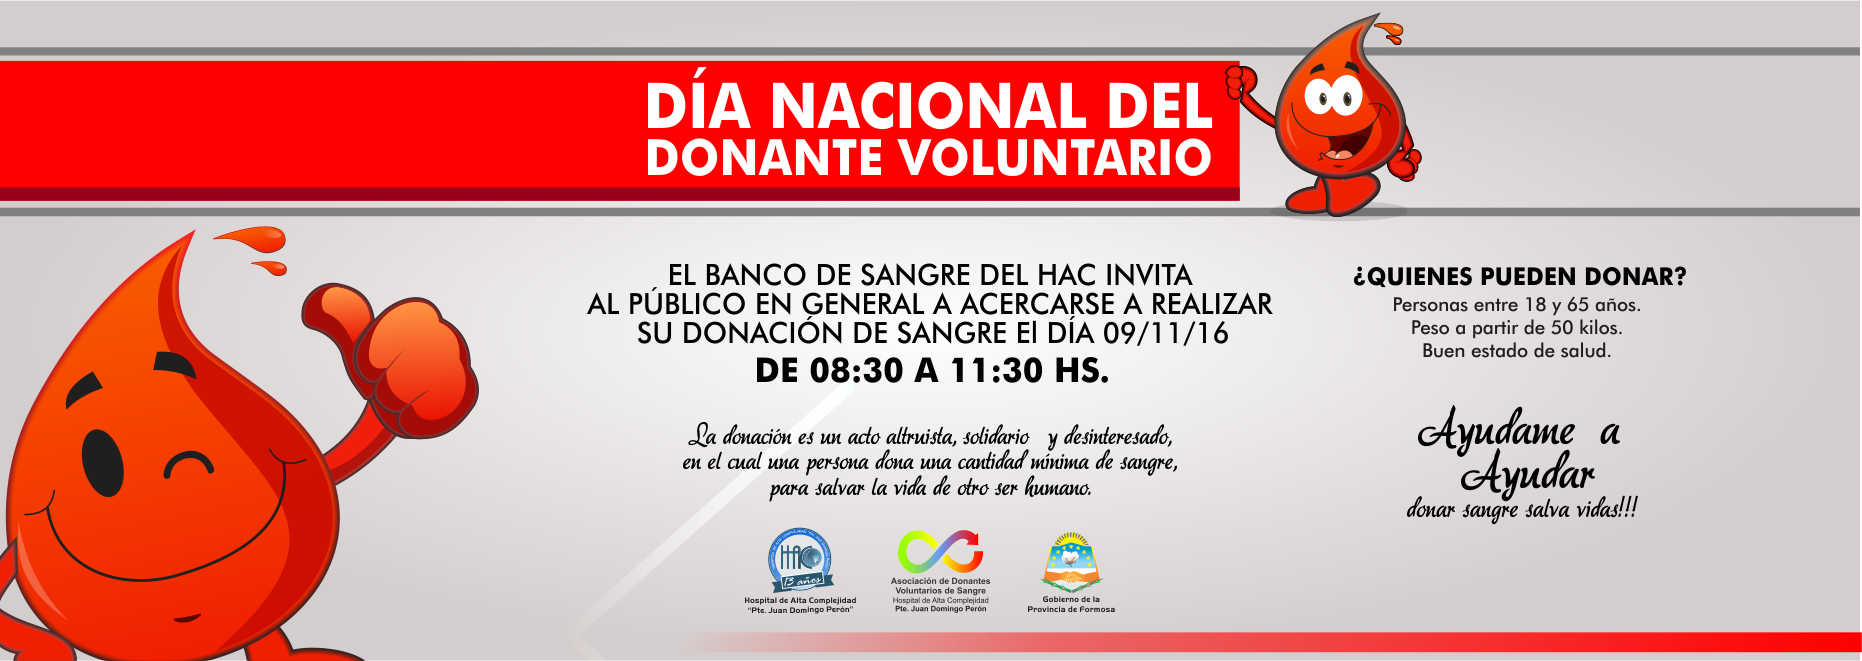 DÍA NACIONAL DEL
DONANTE VOLUNTARIO
EL BANCO DE SANGRE DEL HAC INVITA
AL PÚBLICO EN GENERAL A ACERCARSE A REALIZAR
SU DONACIÓN DE SANGRE El DÍA 09/11/16
DE 08:30 A 11:30 HS.
La donación es un acto altruista, solidario y desinteresado,
en el cual una persona dona una cantidad mínima de sangre,
para salvar la vida de otro ser humano.
¿QUIENES PUEDEN DONAR?
Personas entre 18 y 65 años.
Peso a partir de 50 kilos.
Buen estado de salud.
Ayudame a
Ayudar
donar sangre salva vidas!!!
HAC
13 años
Hospital de Alta Complejidad
"Pte. Juan Domingo Perón"
Asociación de Donantes
Voluntarios de Sangre
Hospital de Alta Complejidad
Pte. Juan Domingo Perón
Gobierno de la
Provincia de Formosa